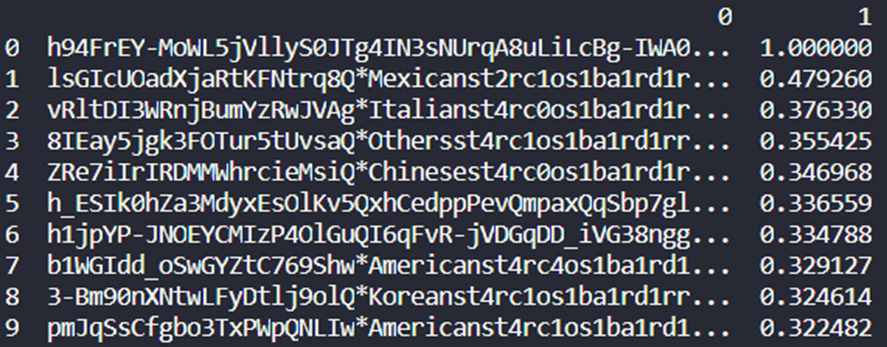 0 1
0 h94FrEY-MoWL5jVllyS0JTg4IN3sNUrqA8uLiLcBg-IWA0... 1.000000
1 lsGIcUOadXjaRtKFNtrq8Q*Mexicanst2rc1os1ba1rd1r... 0.479260
2 vRltDI3WRnjBumYzRwJVAg*Italianst4rc0os1ba1rd1r... 0.376330
3 8IEay5jgk3FOTur5tUvsaQ*Othersst4rc1os1ba1rd1rr... 0.355425
4 ZRe7iIrIRDMMWhrcieMsiQ*Chinesest4rc0os1ba1rd1r... 0.346968
5 h_ESIk0hZa3MdyxEsOlKv5QxhCedppPevQmpaxQqSbp7gl... 0.336559
6 h1jpYP-JNOEYCMIzP4OlGuQI6qFvR-jVDGqDD_iVG38ngg... 0.334788
7 b1WGIdd_oSwGYZtC769Shw*Americanst4rc4os1ba1rd1... 0.329127
8 3-Bm90nXNtwLFyDtlj9olQ*Koreanst4rc1os1ba1rd1rr... 0.324614
9 pmJqSsCfgbo3TxPWpQNLIw*Americanst4rc1os1ba1rd1... 0.322482